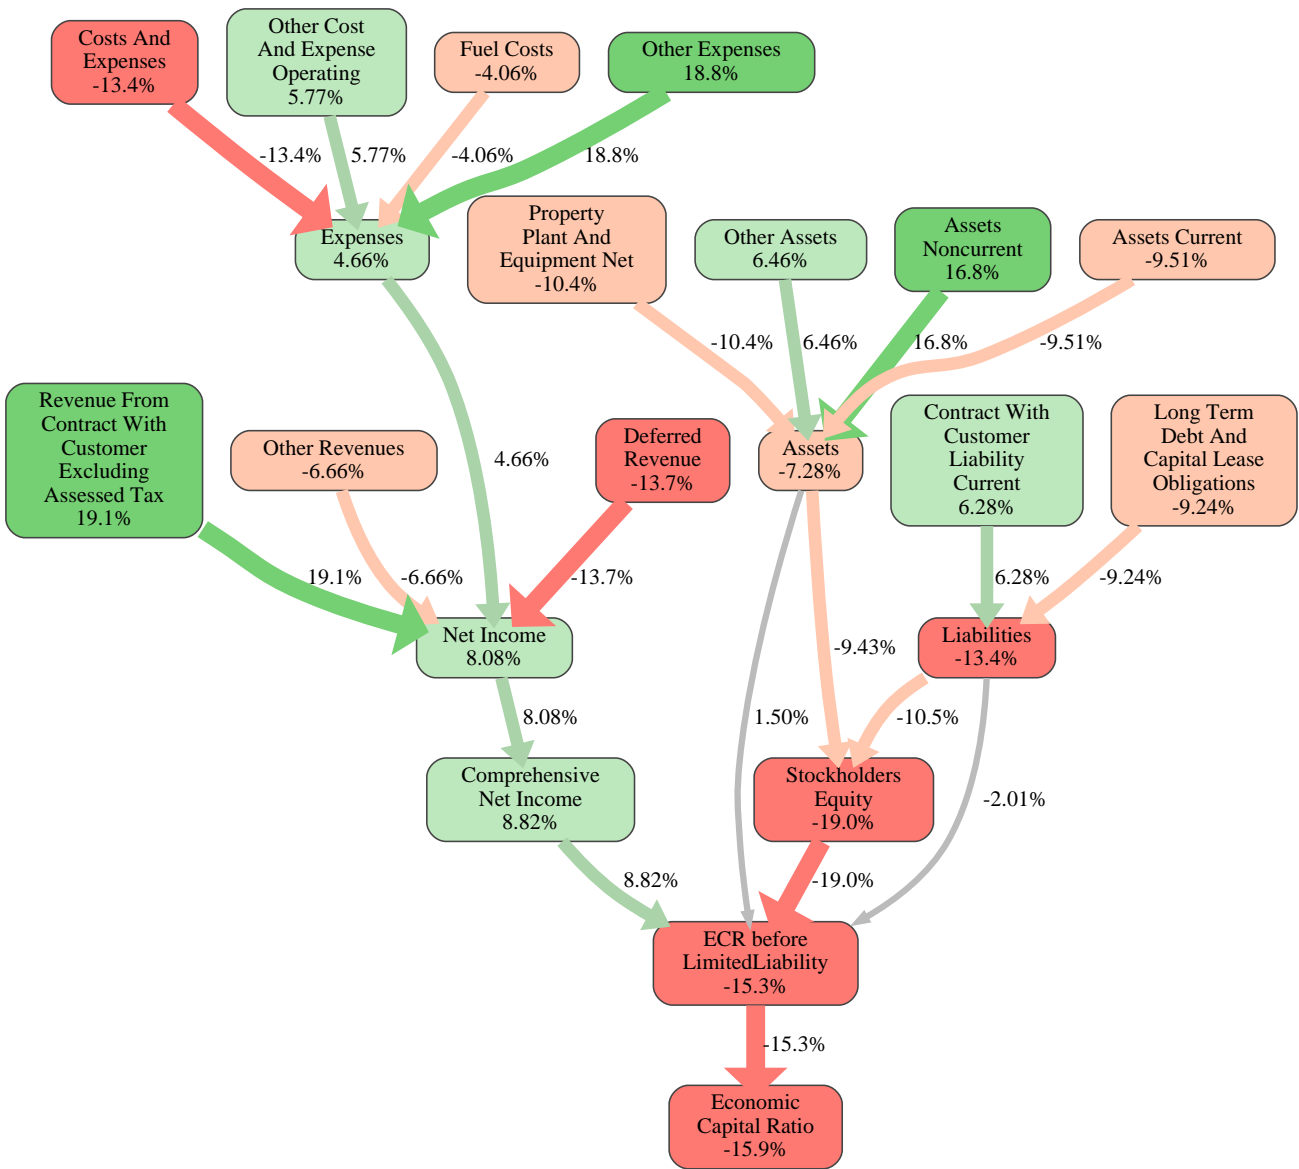 Costs And
Expenses
-13.4%
Other Cost
And Expense
Operating
5.77%
Fuel Costs
-4.06%
Other Expenses
18.8%
-13.4%
5.77%
-4.06%
18.8%
Expenses
4.66%
Property
Plant And
Equipment Net
-10.4%
Other Assets
6.46%
Assets
Noncurrent
16.8%
Assets Current
-9.51%
-10.4%
6.46%
16.8%
-9.51%
Revenue From
Contract With
Customer
Excluding
Assessed Tax
19.1%
Other Revenues
-6.66%
4.66%
Deferred
Revenue
-13.7%
Assets
-7.28%
Contract With
Customer
Liability
Current
6.28%
Long Term
Debt And
Capital Lease
Obligations
-9.24%
19.1%
-6.66%
-13.7%
6.28%
-9.24%
Net Income
8.08%
-9.43%
Liabilities
-13.4%
8.08%
1.50%
-10.5%
Comprehensive
Net Income
8.82%
Stockholders
Equity
-19.0%
-2.01%
8.82%
-19.0%
ECR before
LimitedLiability
-15.3%
-15.3%
Economic
Capital Ratio
-15.9%